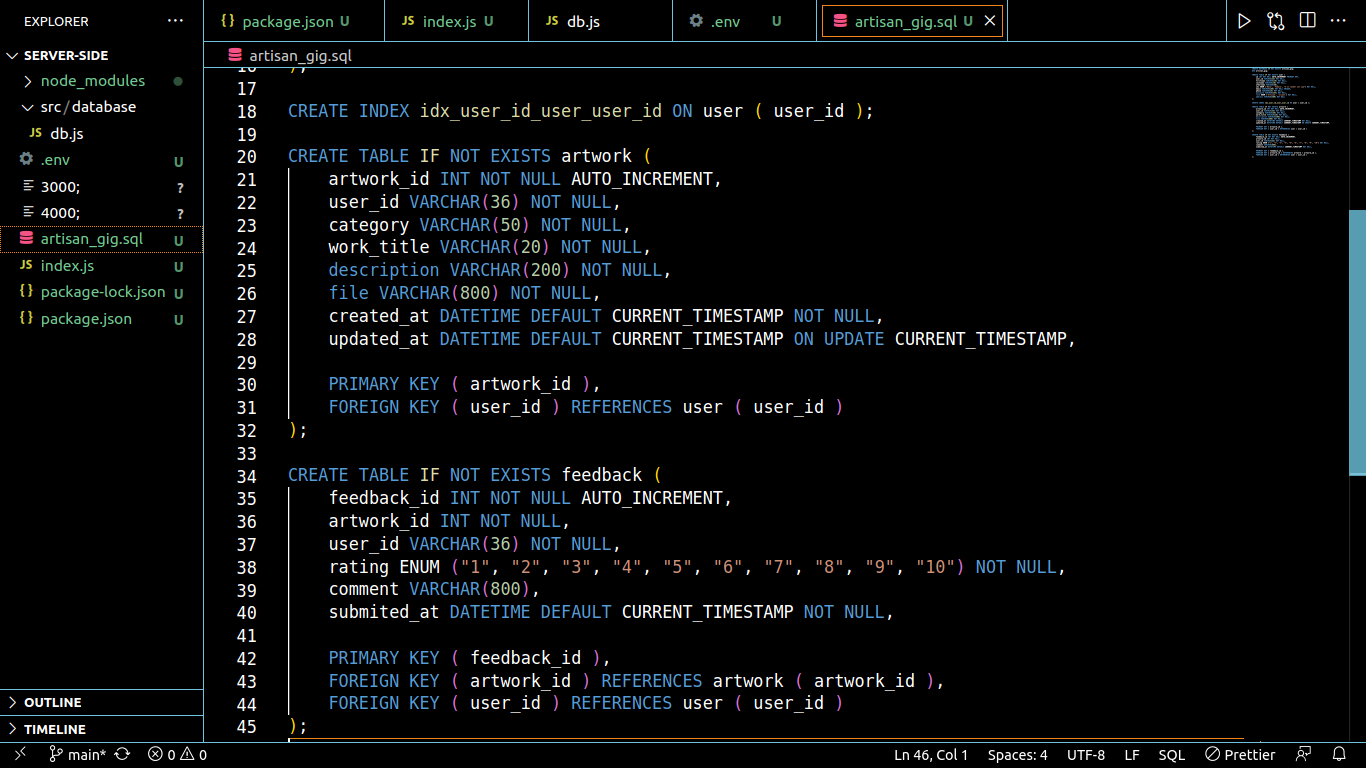 EXPLORER
SERVER-SIDE
node_modules
src/database
JS db.js
.env U
3000; ?
4000; ?
artisan_gig.sql U
JS index.js U
{} package-lock.json U
{} package.json U
OUTLINE
TIMELINE
{} package.json U
JS index.js U
JS db.js
.env U
artisan_gig.sql U
artisan_gig.sql
16 );
17
18 CREATE INDEX idx_user_id_user_user_id ON user ( user_id );
19
20 CREATE TABLE IF NOT EXISTS artwork (
21 artwork_id INT NOT NULL AUTO_INCREMENT,
22 user_id VARCHAR(36) NOT NULL,
23 category VARCHAR(50) NOT NULL,
24 work_title VARCHAR(20) NOT NULL,
25 description VARCHAR(200) NOT NULL,
26 file VARCHAR(800) NOT NULL,
27 created_at DATETIME DEFAULT CURRENT_TIMESTAMP NOT NULL,
28 updated_at DATETIME DEFAULT CURRENT_TIMESTAMP ON UPDATE CURRENT_TIMESTAMP,
29
30 PRIMARY KEY ( artwork_id ),
31 FOREIGN KEY ( user_id ) REFERENCES user ( user_id )
32 );
33
34 CREATE TABLE IF NOT EXISTS feedback (
35 feedback_id INT NOT NULL AUTO_INCREMENT,
36 artwork_id INT NOT NULL,
37 user_id VARCHAR(36) NOT NULL,
38 rating ENUM ("1", "2", "3", "4", "5", "6", "7", "8", "9", "10") NOT NULL,
39 comment VARCHAR(800),
40 submited_at DATETIME DEFAULT CURRENT_TIMESTAMP NOT NULL,
41
42 PRIMARY KEY ( feedback_id ),
43 FOREIGN KEY ( artwork_id ) REFERENCES artwork ( artwork_id ),
44 FOREIGN KEY ( user_id ) REFERENCES user ( user_id )
45 );
main* 0 0 Ln 46, Col 1 Spaces: 4 UTF-8 LF SQL Prettier